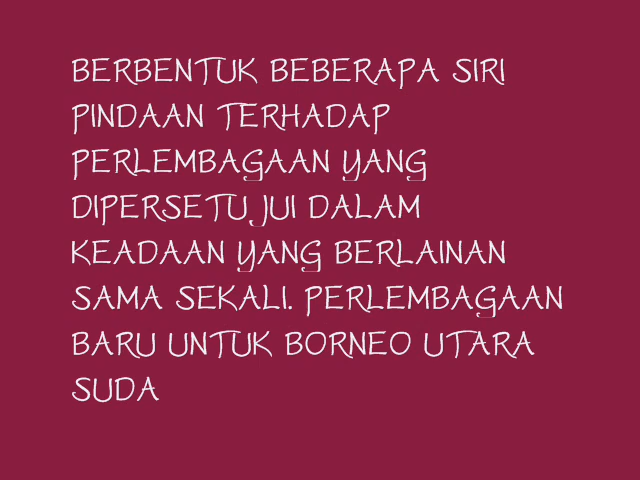 BERBENTUK BEBERAPA SIRI
PINDAAN TERHADAP
PERLEMBAGAAN YANG
DIPERSETUJUI DALAM
KEADAAN YANG BERLAINAN
SAMA SEKALI. PERLEMBAGAAN
BARU UNTUK BORNEO UTARA
SUDA